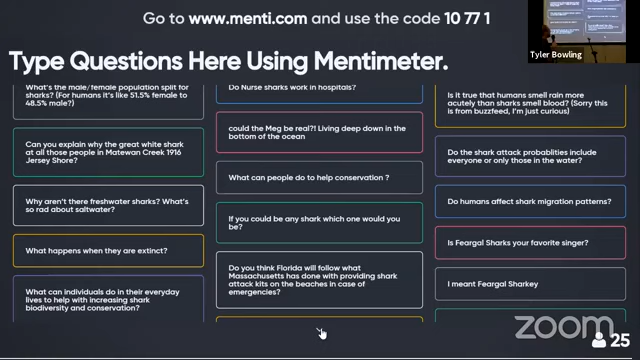 Go to www.menti.com and use the code 10 77 1
Tyler Bowling
Type Questions Here Using Mentimeter.
What's the male/female population split for
sharks? (For humans it's like 51.5% female to
48.5% male?)
Can you explain why the great white shark
at all those people in Matewan Creek 1916
Jersey Shore?
Why aren't there freshwater sharks? What's
so rad about saltwater?
What happens when they are extinct?
What can individuals do in their everyday
lives to help with increasing shark
biodiversity and conservation?
Do Nurse sharks work in hospitals?
could the Meg be real?! Living deep down in the
bottom of the ocean
What can people do to help conservation ?
If you could be any shark which one would you
be?
Do you think Florida will follow what
Massachusetts has done with providing shark
attack kits on the beaches in case of
emergencies?
Is it true that humans smell rain more
acutely than sharks smell blood? (Sorry this
is from buzzfeed, I'm just curious)
Do the shark attack probablities include
everyone or only those in the water?
Do humans affect shark migration patterns?
Is Feargal Sharks your favorite singer?
I meant Feargal Sharkey
zoom
25